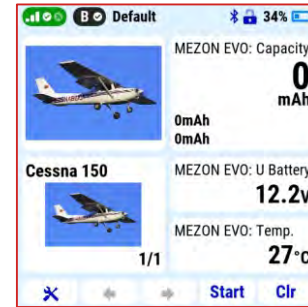 B Default 34%
MEZON EVO: Capacity
0
mAh
0mAh
0mAh
Cessna 150
1/1
MEZON EVO: U Battery
12.2v
MEZON EVO: Temp.
27°C
Start Clr